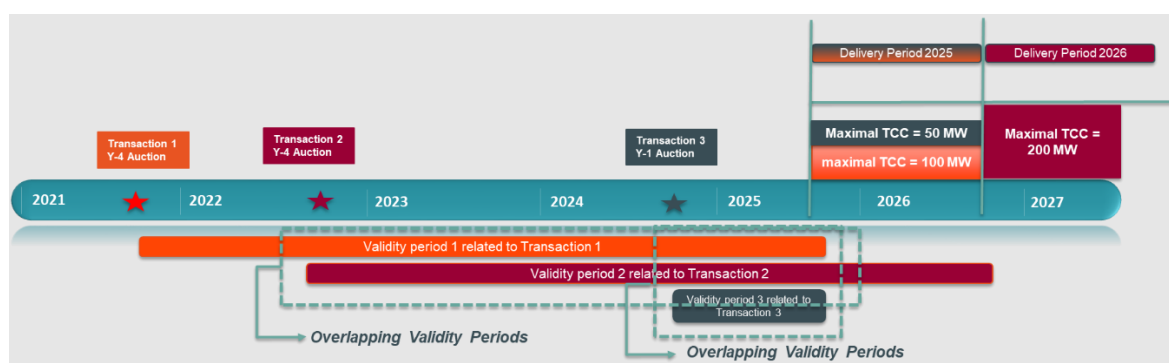 Delivery Period 2025
Delivery Period 2026
Transaction 1
Y-4 Auction
Transaction 2
Y-4 Auction
Transaction 3
Y-1 Auction
Maximal TCC = 50 MW
maximal TCC = 100 MW
Maximal TCC =
200 MW
2021
2022
2023
2024
2025
2026
2027
Validity period 1 related to Transaction 1
Validity period 2 related to Transaction 2
Validity period 3 related to
Transaction 3
Overlapping Validity Periods
Overlapping Validity Periods